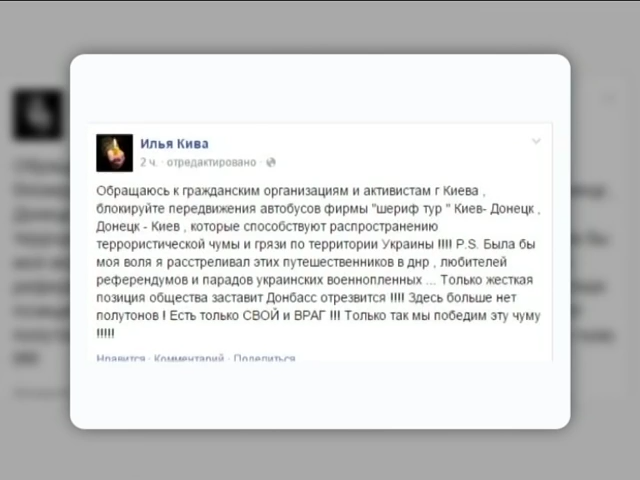 Илья Кива
2 ч. · отредактировано ·
Обращаюсь к гражданским организациям и активистам г Киева ,
блокируйте передвижения автобусов фирмы "шериф тур " Киев- Донецк ,
Донецк - Киев , которые способствуют распространению
террористической чумы и грязи по территории Украины !!!! P.S. Была бы
моя воля я расстреливал этих путешественников в днр , любителей
референдумов и парадов украинских военнопленных ... Только жесткая
позиция общества заставит Донбасс отрезвится !!!! Здесь больше нет
полутонов ! Есть только СВОЙ и ВРАГ !!! Только так мы победим эту чуму
!!!!!
Нравится · Комментарий · Поделиться